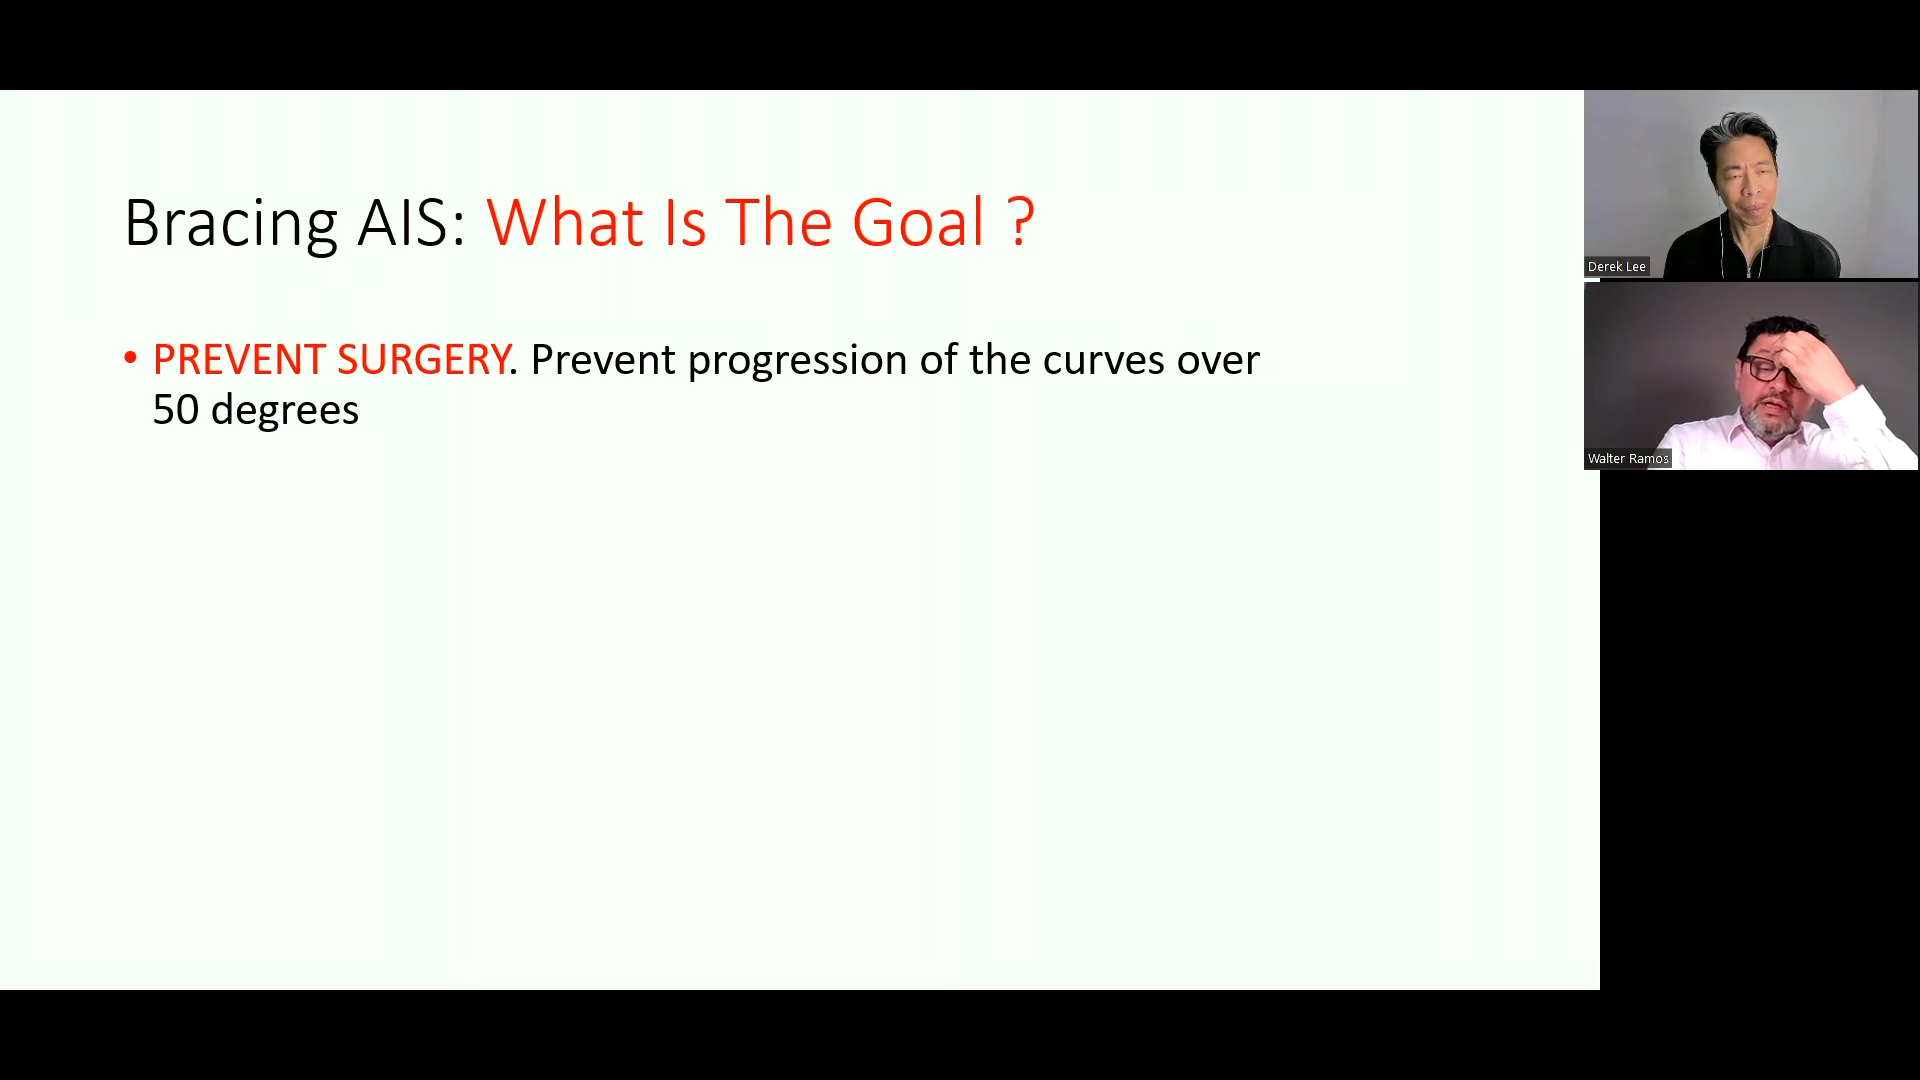 Bracing AIS: What Is The Goal ?
• PREVENT SURGERY. Prevent progression of the curves over
50 degrees
Derek Lee
Walter Ramos